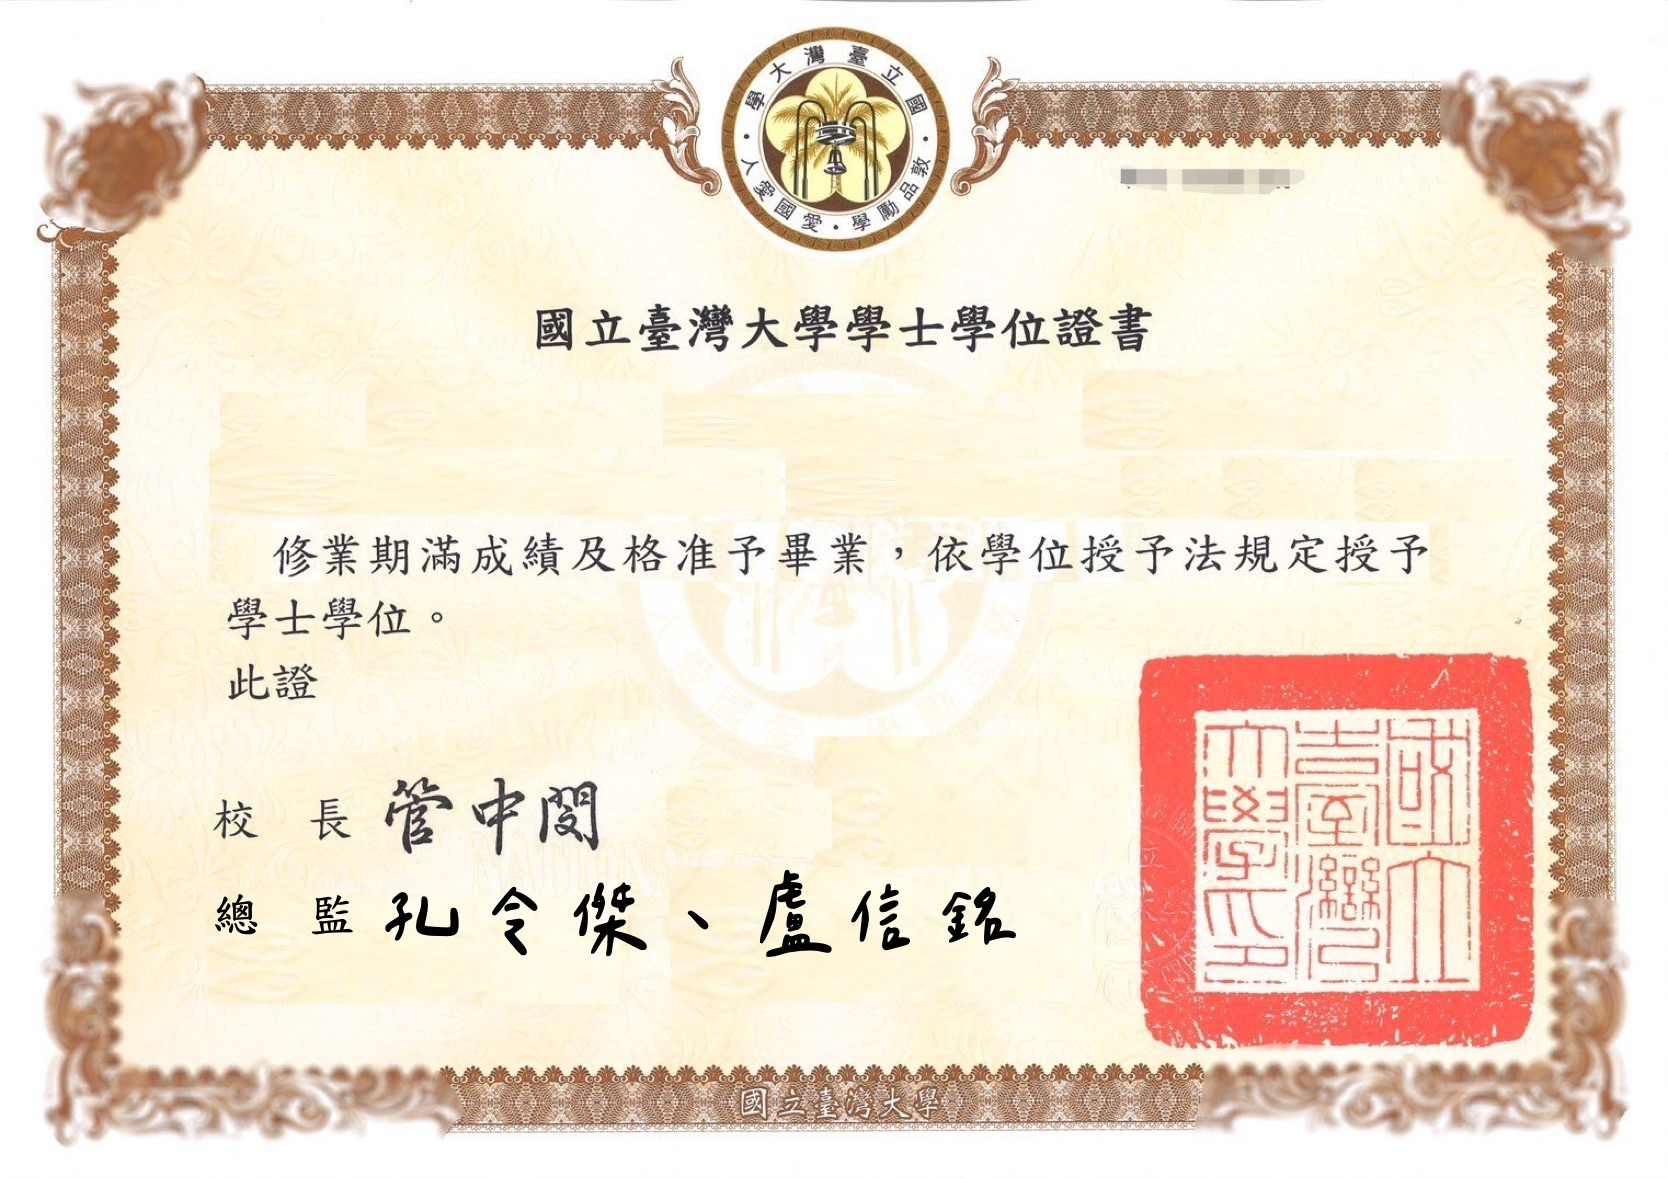 國立臺灣大學
敦品勵學・愛國愛人
國立臺灣大學學士學位證書
修業期滿成績及格准予畢業，依學位授予法規定授予
學士學位。
此證
校 長 管中閔
總 監 孔令傑、盧信銘
國立臺灣大學印
國立臺灣大學